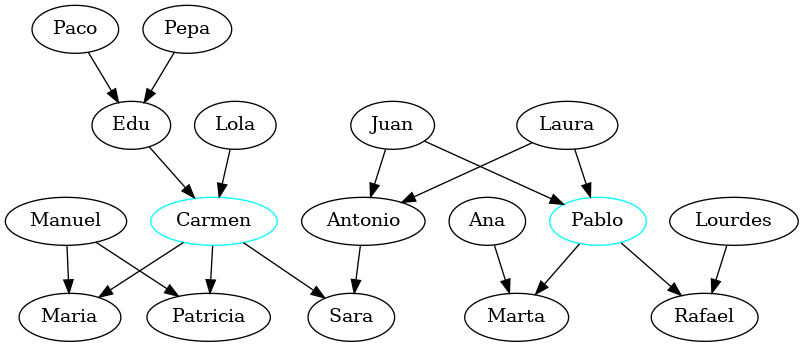 Paco
Pepa
Edu
Lola
Juan
Laura
Manuel
Carmen
Antonio
Ana
Pablo
Lourdes
Maria
Patricia
Sara
Marta
Rafael